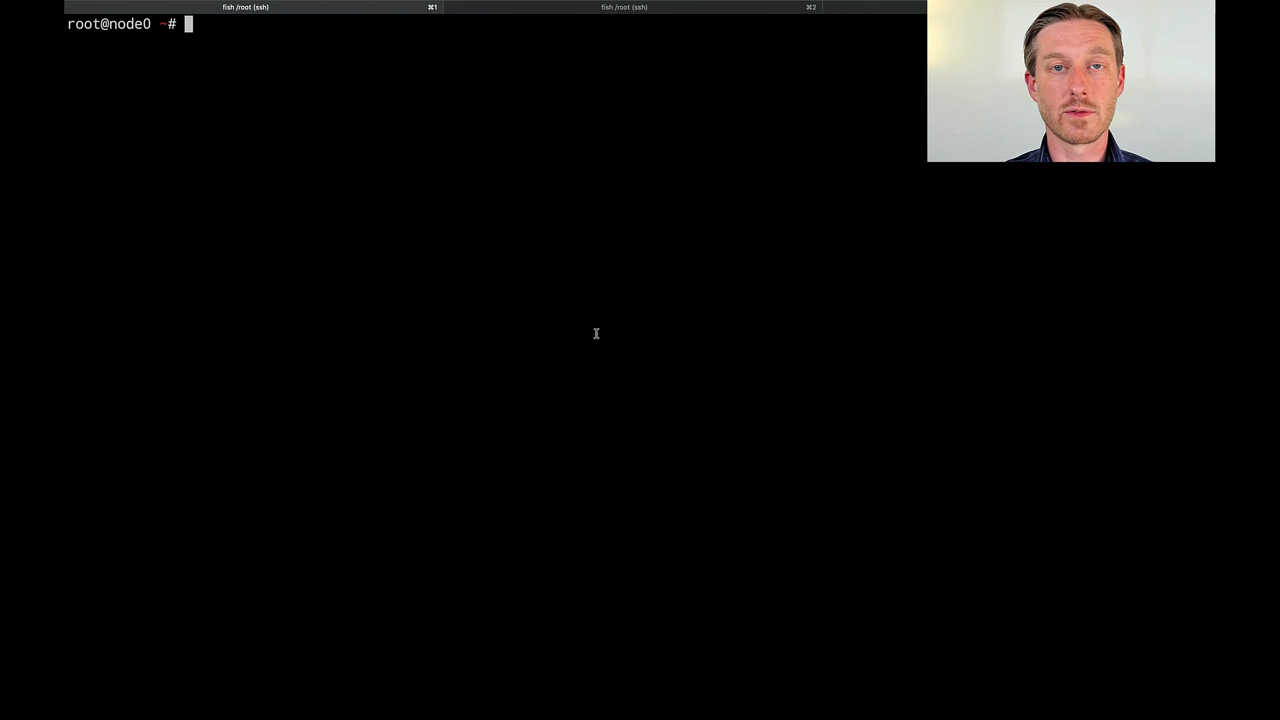 fish /root (ssh) ⌘1 fish /root (ssh) ⌘2
root@node0 ~#